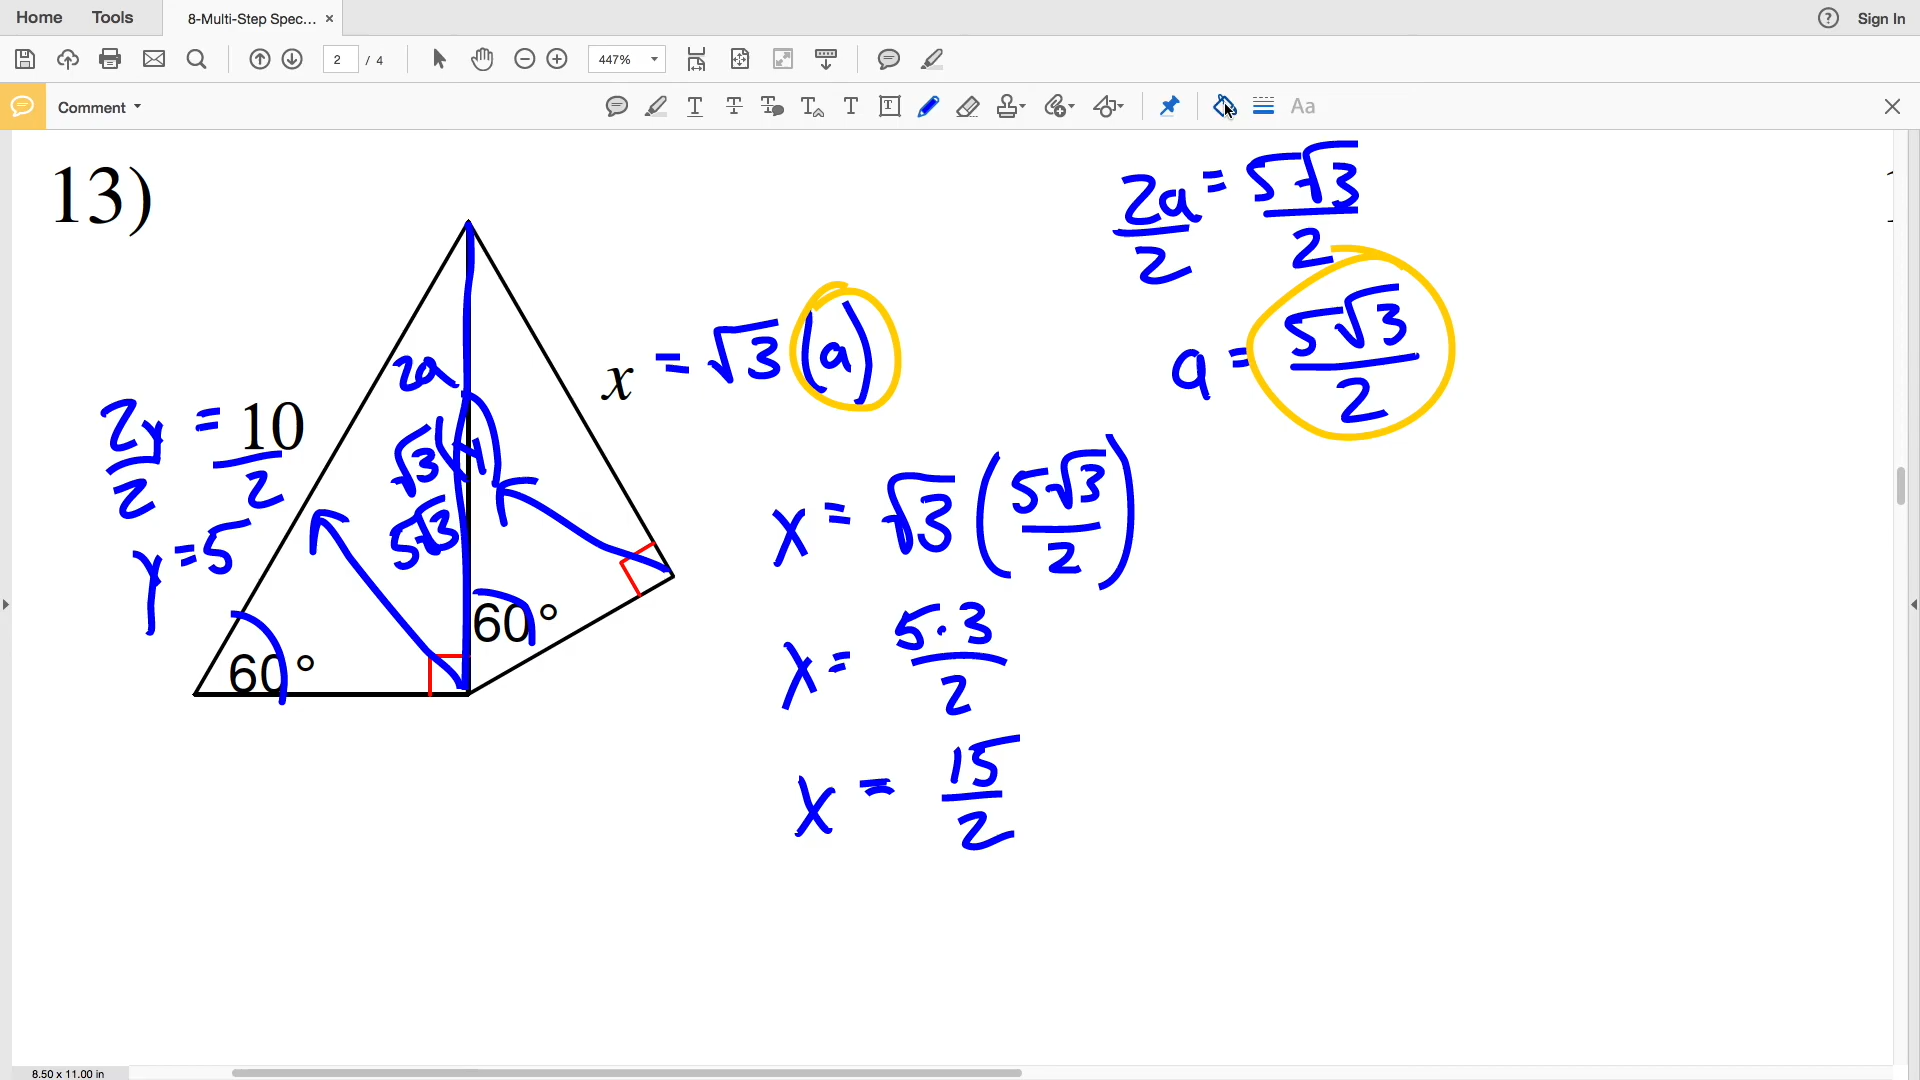 Home Tools 8-Multi-Step Spec... × ? Sign In
2 / 4 447%
Comment Aa
13)
2a = 5√3
2 2
a = 5√3
2
x = √3 (a)
2a
2y = 10
2 2
y = 5
√3(
5√3
60°
60°
x = √3 (5√3
2)
x = 5·3
2
x = 15
2
8.50 x 11.00 in